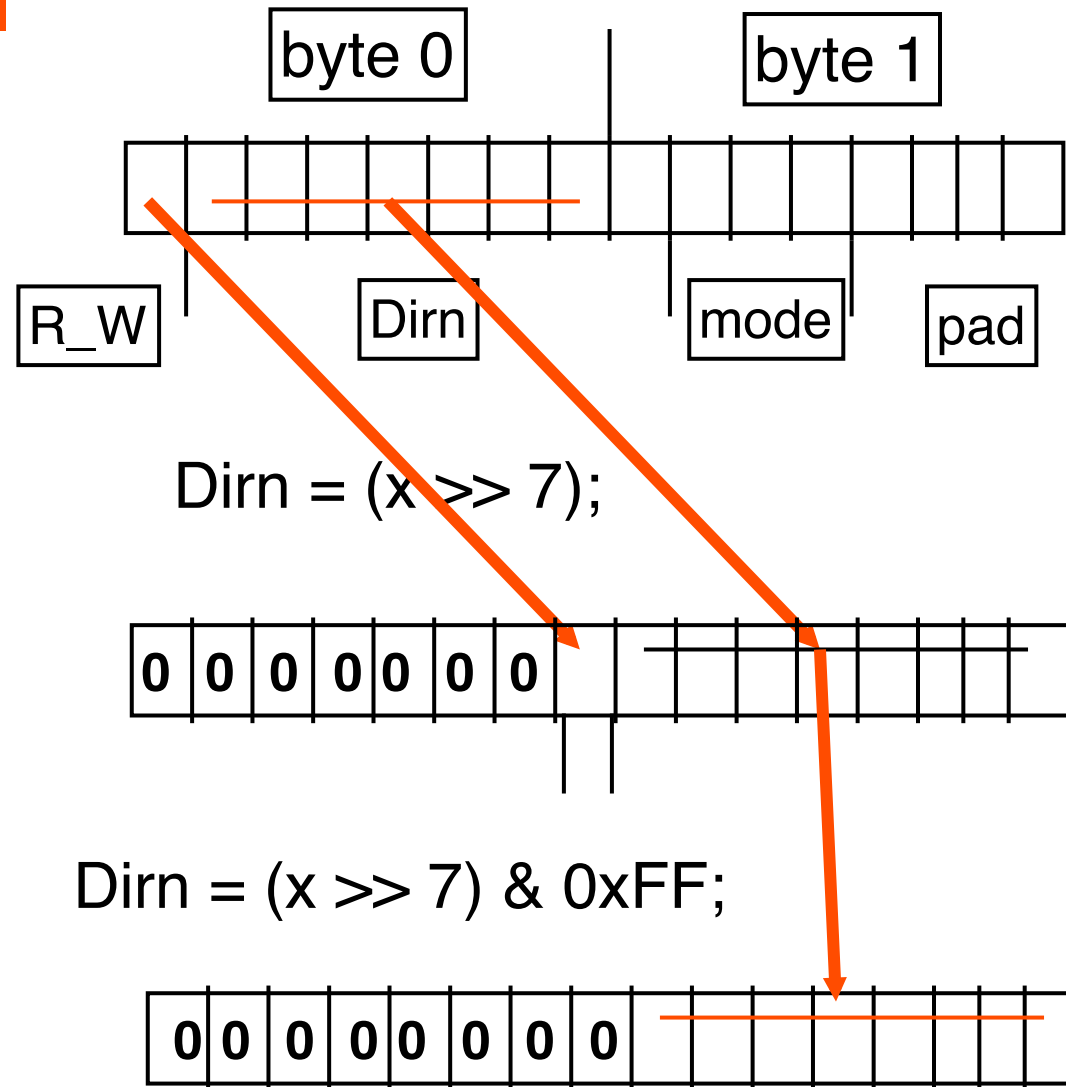 byte 0 byte 1
R_W Dirn mode pad
Dirn = (x >> 7);
0 0 0 0 0 0 0
Dirn = (x >> 7) & 0xFF;
0 0 0 0 0 0 0 0